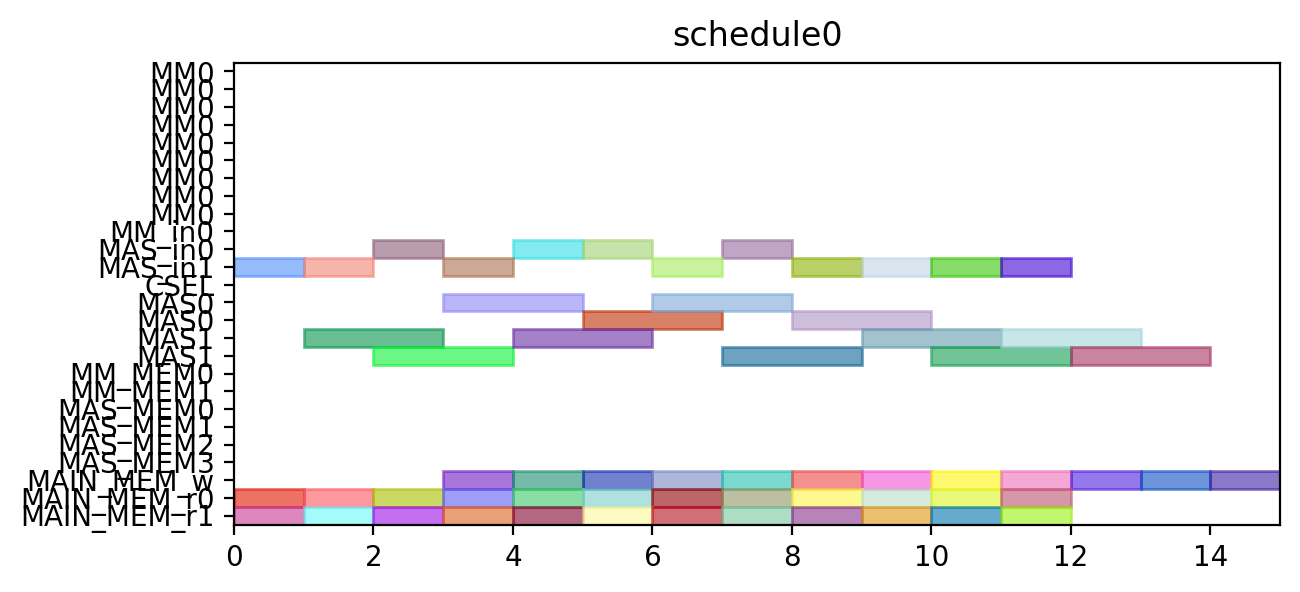 schedule0
MM0
MM0
MM0
MM0
MM0
MM0
MM0
MM0
MM0
MM_in0
MAS_in0
MAS_in1
CSEL
MAS0
MAS0
MAS1
MAS1
MM_MEM0
MM_MEM1
MAS_MEM0
MAS_MEM1
MAS_MEM2
MAS_MEM3
MAIN_MEM_w
MAIN_MEM_r0
MAIN_MEM_r1
0 2 4 6 8 10 12 14